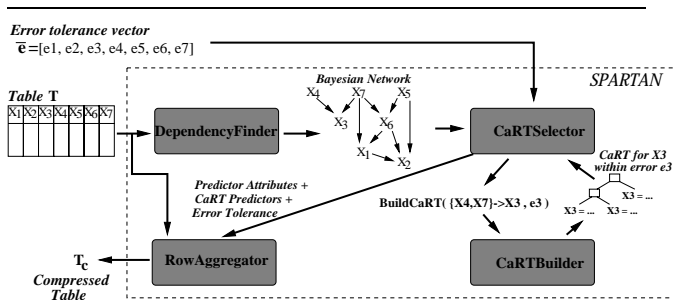 Error tolerance vector
e =[e1, e2, e3, e4, e5, e6, e7]
SPARTAN
Bayesian Network
Table T
X1 X2 X3 X4 X5 X6 X7
X4 X7 X5
X3 X6
X1
X2
DependencyFinder
CaRTSelector
CaRT for X3
within error e3
X3 = ...
X3 = ... X3 = ...
Predictor Attributes +
CaRT Predictors +
Error Tolerance
BuildCaRT( {X4,X7}->X3 , e3 )
Tc
Compressed
Table
RowAggregator
CaRTBuilder